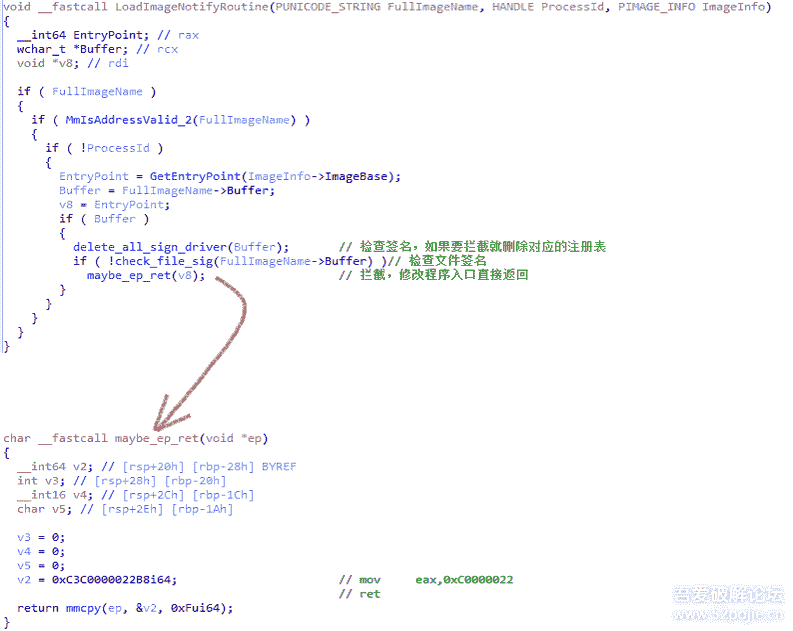 void __fastcall LoadImageNotifyRoutine(PUNICODE_STRING FullImageName, HANDLE ProcessId, PIMAGE_INFO ImageInfo)
{
  __int64 EntryPoint; // rax
  wchar_t *Buffer; // rcx
  void *v8; // rdi

  if ( FullImageName )
  {
    if ( MmIsAddressValid_2(FullImageName) )
    {
      if ( !ProcessId )
      {
        EntryPoint = GetEntryPoint(ImageInfo->ImageBase);
        Buffer = FullImageName->Buffer;
        v8 = EntryPoint;
        if ( Buffer )
        {
          delete_all_sign_driver(Buffer);       // 检查签名，如果要拦截就删除对应的注册表
          if ( !check_file_sig(FullImageName->Buffer) )// 检查文件签名
            maybe_ep_ret(v8);                   // 拦截，修改程序入口直接返回
        }
      }
    }
  }
}
char __fastcall maybe_ep_ret(void *ep)
{
  __int64 v2; // [rsp+20h] [rbp-28h] BYREF
  int v3; // [rsp+28h] [rbp-20h]
  __int16 v4; // [rsp+2Ch] [rbp-1Ch]
  char v5; // [rsp+2Eh] [rbp-1Ah]

  v3 = 0;
  v4 = 0;
  v5 = 0;
  v2 = 0xC3C0000022B8i64;                       // mov     eax,0xC0000022
                                                // ret
  return mmcpy(ep, &v2, 0xFui64);
}
吾爱破解论坛
www.52pojie.cn